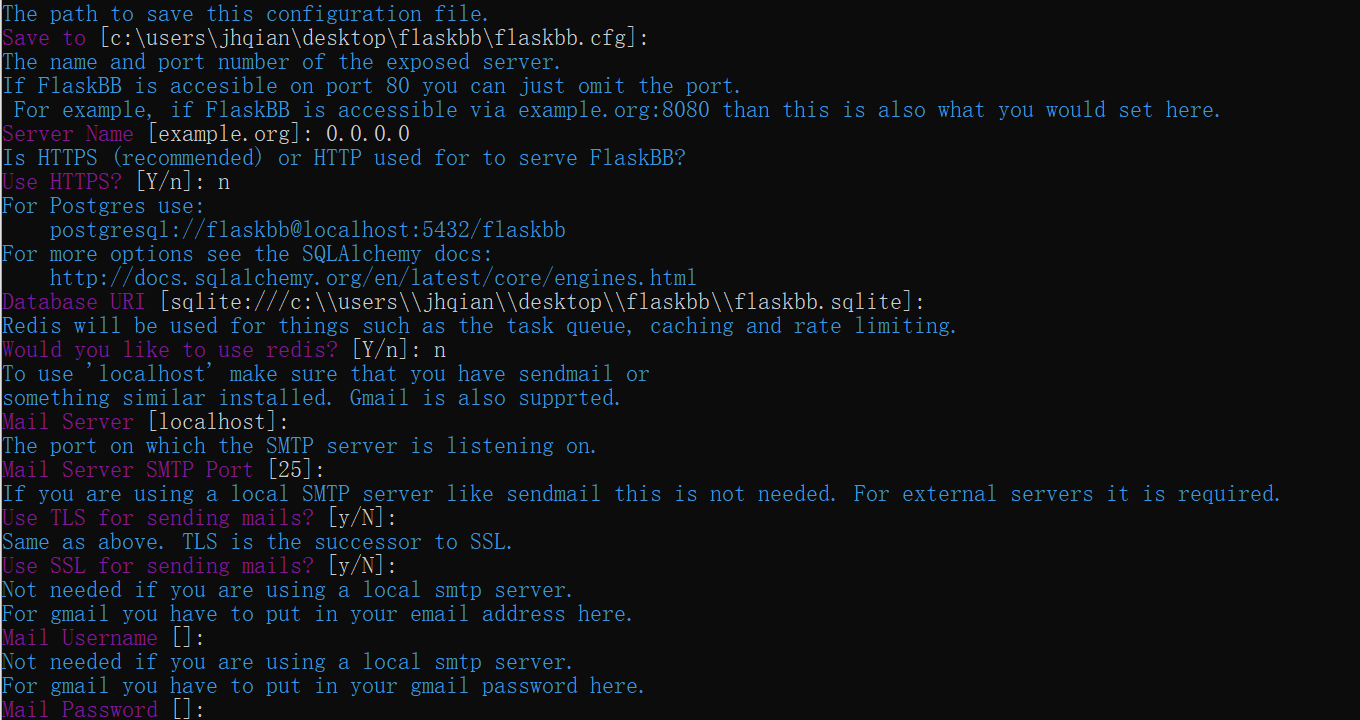 The path to save this configuration file.
Save to [c:\users\jhqian\desktop\flaskbb\flaskbb.cfg]:
The name and port number of the exposed server.
If FlaskBB is accesible on port 80 you can just omit the port.
 For example, if FlaskBB is accessible via example.org:8080 than this is also what you would set here.
Server Name [example.org]: 0.0.0.0
Is HTTPS (recommended) or HTTP used for to serve FlaskBB?
Use HTTPS? [Y/n]: n
For Postgres use:
    postgresql://flaskbb@localhost:5432/flaskbb
For more options see the SQLAlchemy docs:
    http://docs.sqlalchemy.org/en/latest/core/engines.html
Database URI [sqlite:///c:\\users\\jhqian\\desktop\\flaskbb\\flaskbb.sqlite]:
Redis will be used for things such as the task queue, caching and rate limiting.
Would you like to use redis? [Y/n]: n
To use 'localhost' make sure that you have sendmail or
something similar installed. Gmail is also supprted.
Mail Server [localhost]:
The port on which the SMTP server is listening on.
Mail Server SMTP Port [25]:
If you are using a local SMTP server like sendmail this is not needed. For external servers it is required.
Use TLS for sending mails? [y/N]:
Same as above. TLS is the successor to SSL.
Use SSL for sending mails? [y/N]:
Not needed if you are using a local smtp server.
For gmail you have to put in your email address here.
Mail Username []:
Not needed if you are using a local smtp server.
For gmail you have to put in your gmail password here.
Mail Password []: